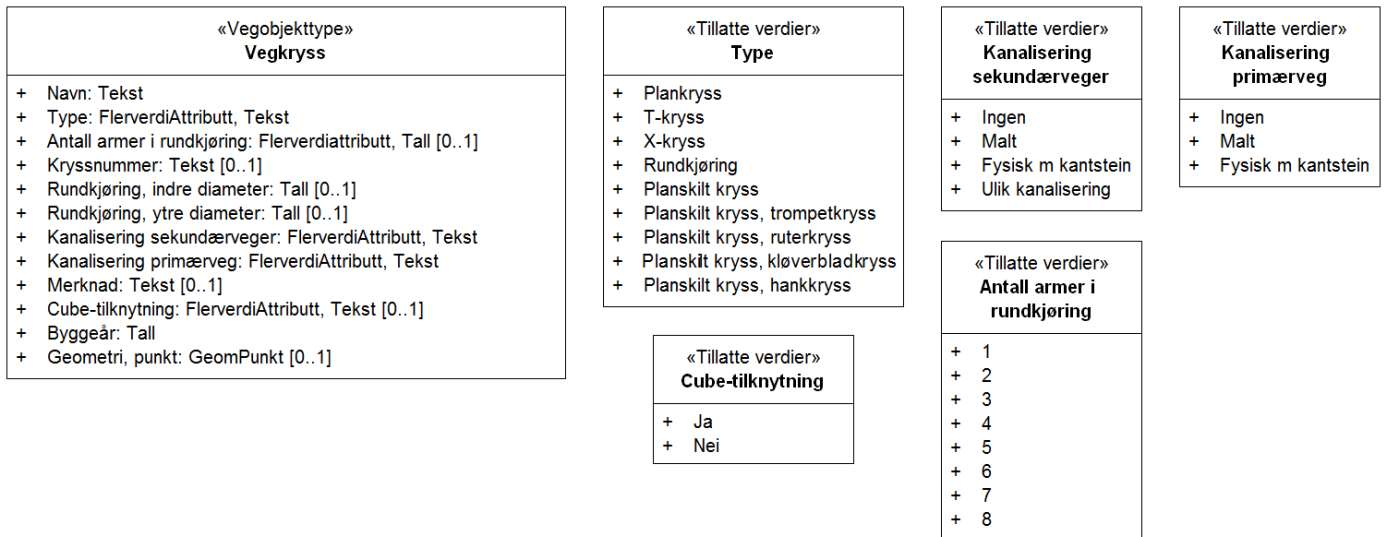 «Vegobjekttype»
Vegkryss
+ Navn: Tekst
+ Type: FlerverdiAttributt, Tekst
+ Antall armer i rundkjøring: Flerverdiattributt, Tall [0..1]
+ Kryssnummer: Tekst [0..1]
+ Rundkjøring, indre diameter: Tall [0..1]
+ Rundkjøring, ytre diameter: Tall [0..1]
+ Kanalisering sekundærveger: FlerverdiAttributt, Tekst
+ Kanalisering primærveg: FlerverdiAttributt, Tekst
+ Merknad: Tekst [0..1]
+ Cube-tilknytning: FlerverdiAttributt, Tekst [0..1]
+ Byggeår: Tall
+ Geometri, punkt: GeomPunkt [0..1]
«Tillatte verdier»
Type
+ Plankryss
+ T-kryss
+ X-kryss
+ Rundkjøring
+ Planskilt kryss
+ Planskilt kryss, trompetkryss
+ Planskilt kryss, ruterkryss
+ Planskilt kryss, kløverbladkryss
+ Planskilt kryss, hankkryss
«Tillatte verdier»
Cube-tilknytning
+ Ja
+ Nei
«Tillatte verdier»
Kanalisering
sekundærveger
+ Ingen
+ Malt
+ Fysisk m kantstein
+ Ulik kanalisering
«Tillatte verdier»
Antall armer i
rundkjøring
+ 1
+ 2
+ 3
+ 4
+ 5
+ 6
+ 7
+ 8
«Tillatte verdier»
Kanalisering
primærveg
+ Ingen
+ Malt
+ Fysisk m kantstein